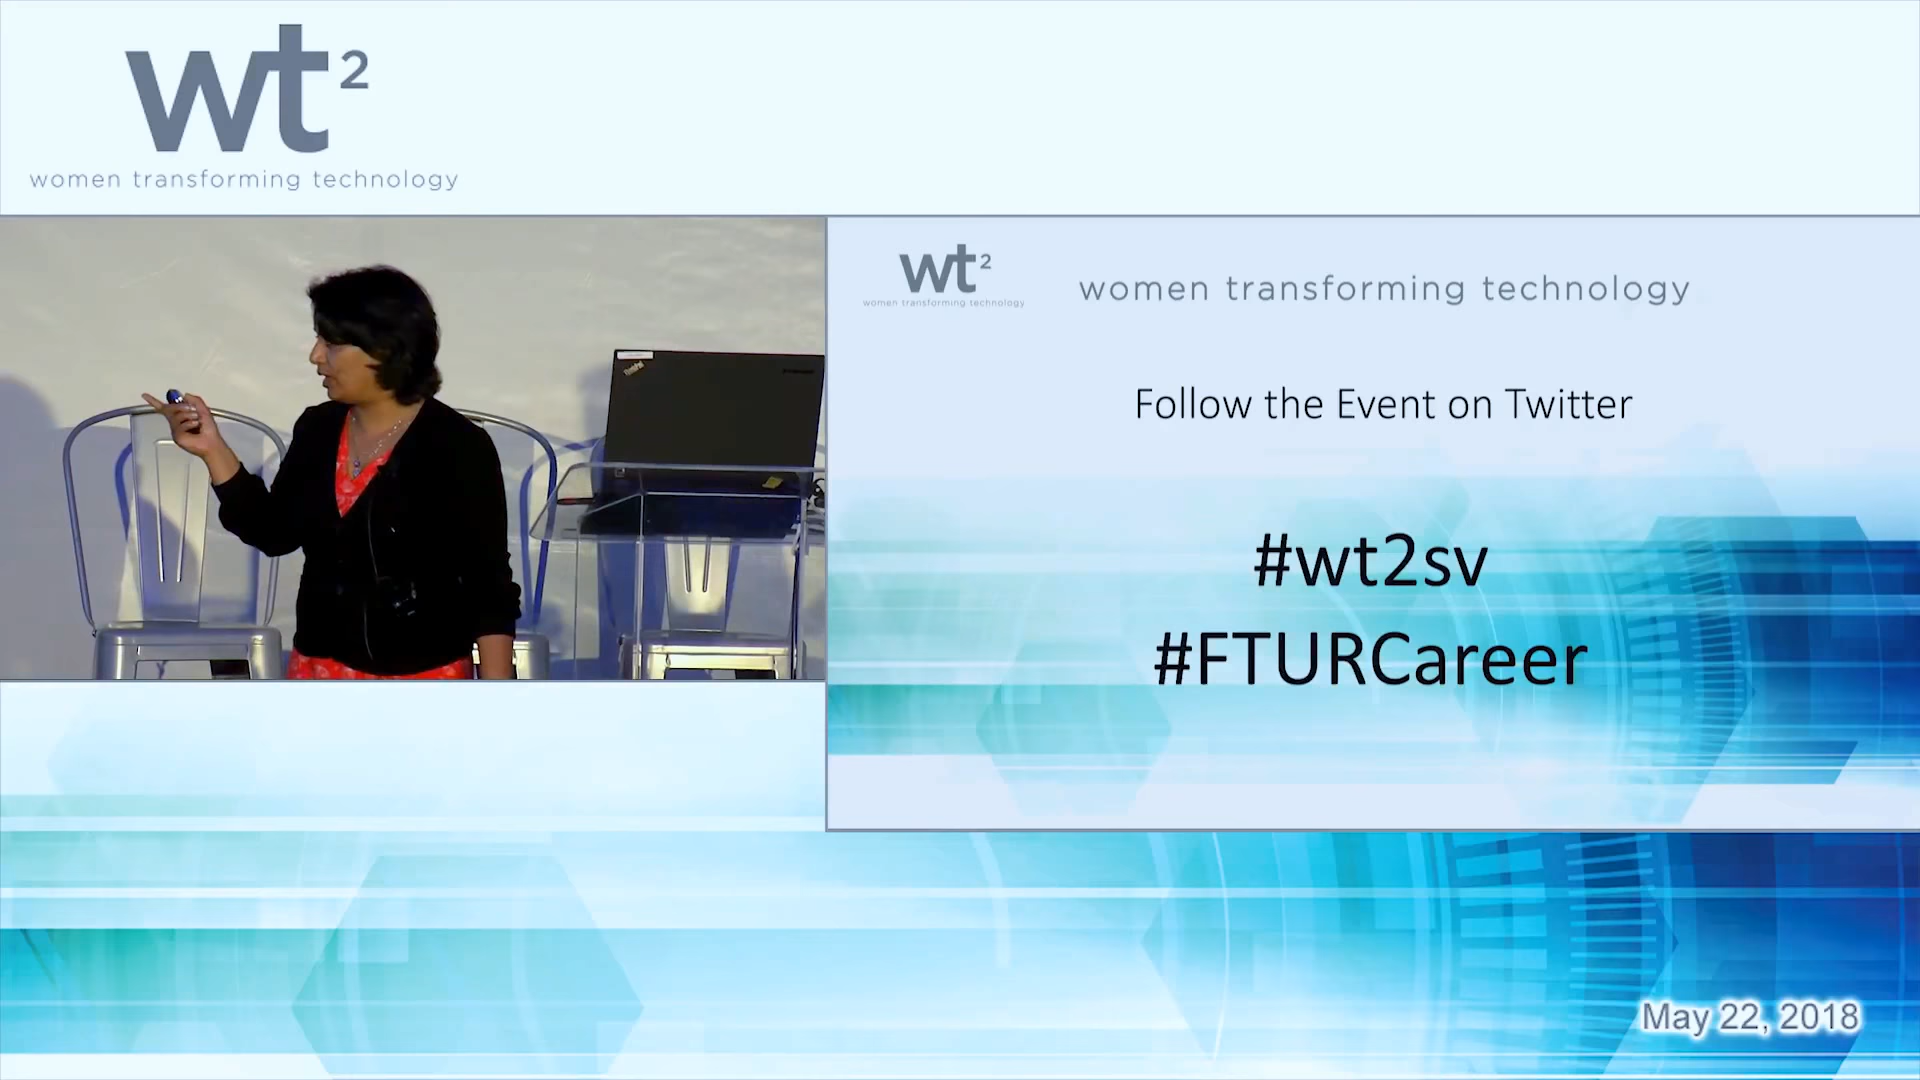 wt2
women transforming technology
ThinkPad
wt2
women transforming technology
women transforming technology
Follow the Event on Twitter
#wt2sv
#FTURCareer
May 22, 2018